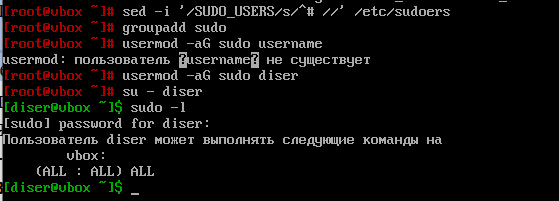 [root@vbox ~]# sed -i '/SUDO_USERS/s/^# //' /etc/sudoers
[root@vbox ~]# groupadd sudo
[root@vbox ~]# usermod -aG sudo username
usermod: пользователь ?username? не существует
[root@vbox ~]# usermod -aG sudo diser
[root@vbox ~]# su - diser
[diser@vbox ~]$ sudo -l
[sudo] password for diser:
Пользователь diser может выполнять следующие команды на
vbox:
(ALL : ALL) ALL
[diser@vbox ~]$ _